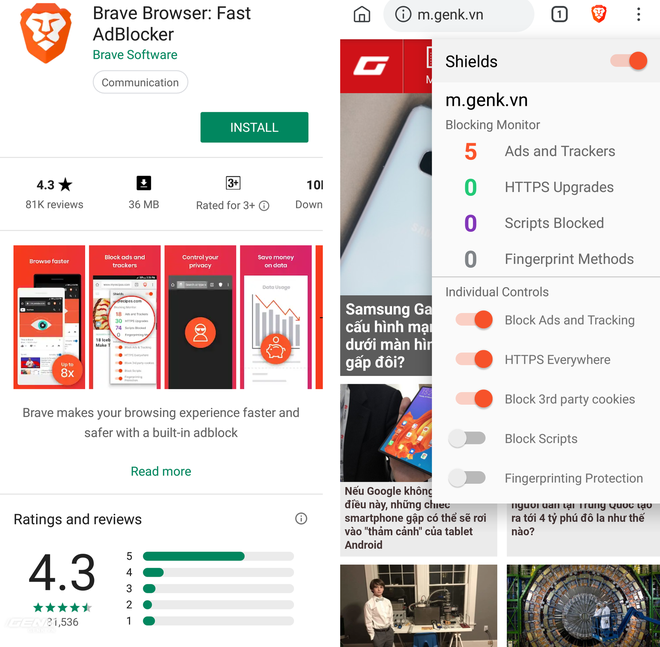 Brave Browser: Fast
AdBlocker
Brave Software
Communication
INSTALL
4.3 ★
81K reviews
36 MB
3+
Rated for 3+
10
Down
Browse faster
up to
8x
Block ads and
trackers
Control your
privacy
Save money
on data
Data Usage
Brave makes your browsing experience faster and
safer with a built-in adblock
Read more
Ratings and reviews
4.3
5
4
3
2
1
GENK
m.genk.vn
1
Shields
m.genk.vn
Blocking Monitor
5 Ads and Trackers
0 HTTPS Upgrades
0 Scripts Blocked
0 Fingerprint Methods
Individual Controls
Block Ads and Tracking
HTTPS Everywhere
Block 3rd party cookies
Block Scripts
Fingerprinting Protection
G
M
Samsung Ga
cấu hình mạ
dưới màn hì
gấp đôi?
Nếu Google không
điều này, những chiếc
smartphone gập có thể sẽ rơi
vào "thảm cảnh" của tablet
Android
người dân tại Trung Quốc tạo
ra tới 4 tỷ phú đô la như thế
nào?